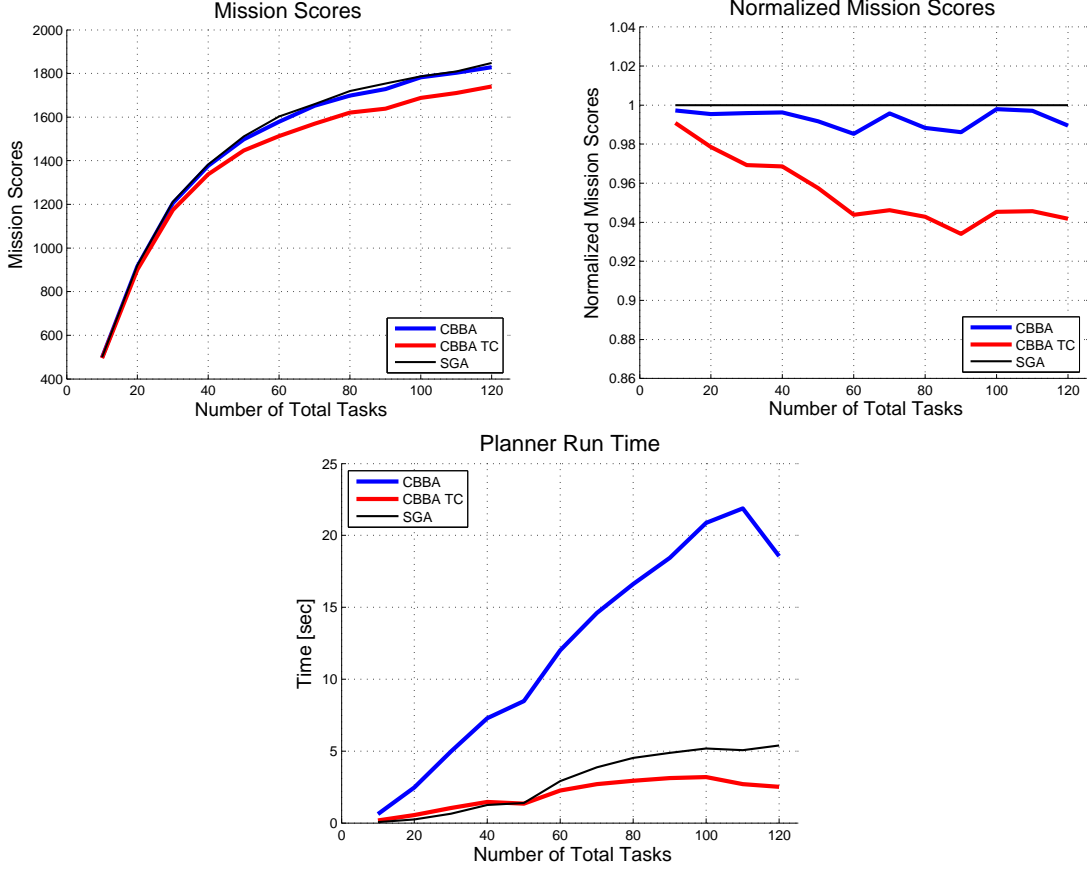 Mission Scores
2000
1800
1600
1400
1200
1000
800
600
400
0
20
40
60
80
100
120
Mission Scores
Number of Total Tasks
CBBA
CBBA TC
SGA
Normalized Mission Scores
1.04
1.02
1
0.98
0.96
0.94
0.92
0.9
0.88
0.86
0
20
40
60
80
100
120
Normalized Mission Scores
Number of Total Tasks
CBBA
CBBA TC
SGA
Planner Run Time
25
20
15
10
5
0
0
20
40
60
80
100
120
Time [sec]
Number of Total Tasks
CBBA
CBBA TC
SGA